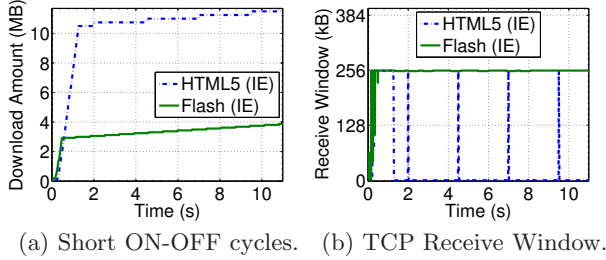 Download Amount (MB)
10
8
6
4
2
0
HTML5 (IE)
Flash (IE)
0 2 4 6 8 10
Time (s)
(a) Short ON-OFF cycles.
Receive Window (kB)
384
256
128
0
HTML5 (IE)
Flash (IE)
0 2 4 6 8 10
Time (s)
(b) TCP Receive Window.